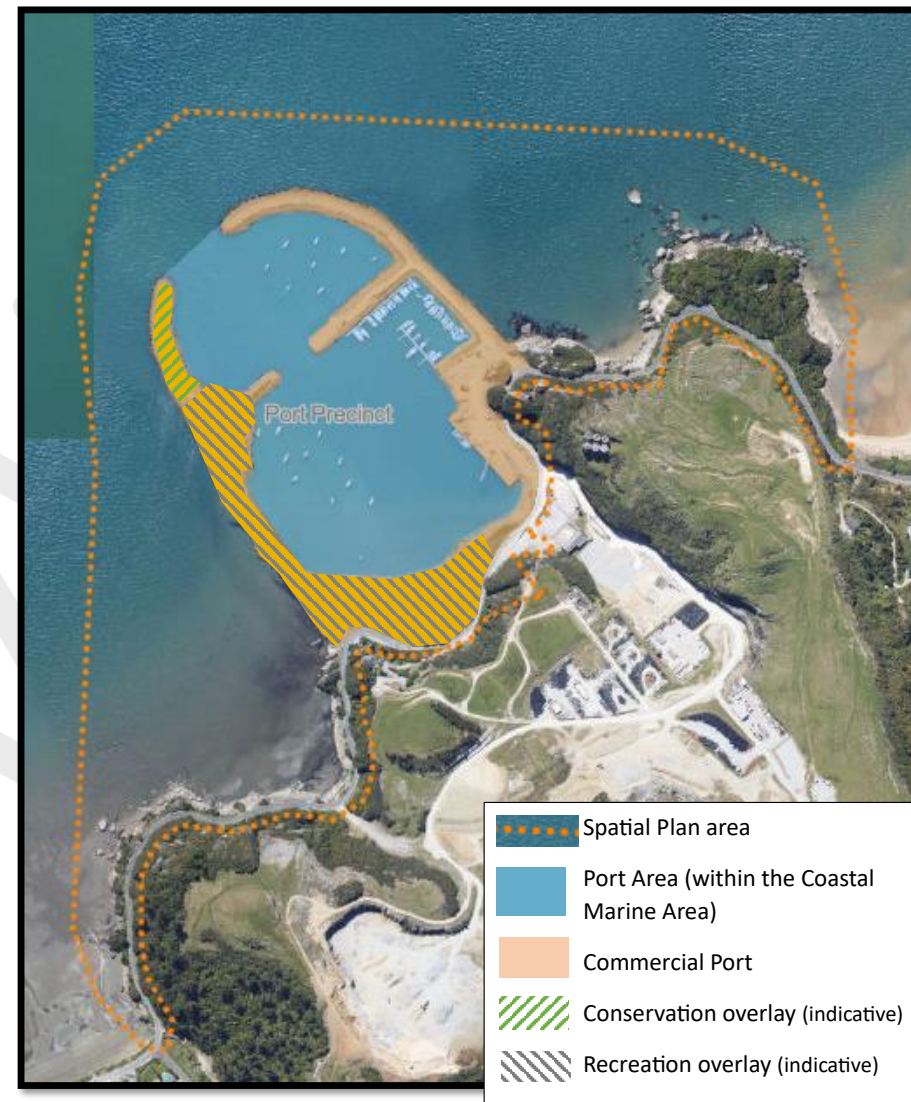 Port Precinct
Spatial Plan area
Port Area (within the Coastal
Marine Area)
Commercial Port
Conservation overlay (indicative)
Recreation overlay (indicative)